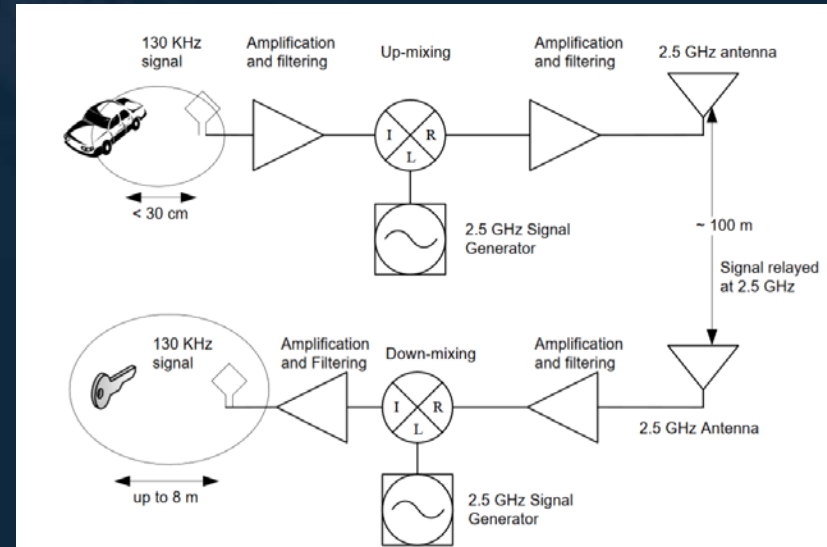 130 KHz
signal
Amplification
and filtering
Up-mixing
Amplification
and filtering
2.5 GHz antenna
I
R
L
< 30 cm
2.5 GHz Signal
Generator
~ 100 m
Signal relayed
at 2.5 GHz
130 KHz
signal
Amplification
and Filtering
Down-mixing
Amplification
and filtering
I
R
L
2.5 GHz Antenna
up to 8 m
2.5 GHz Signal
Generator